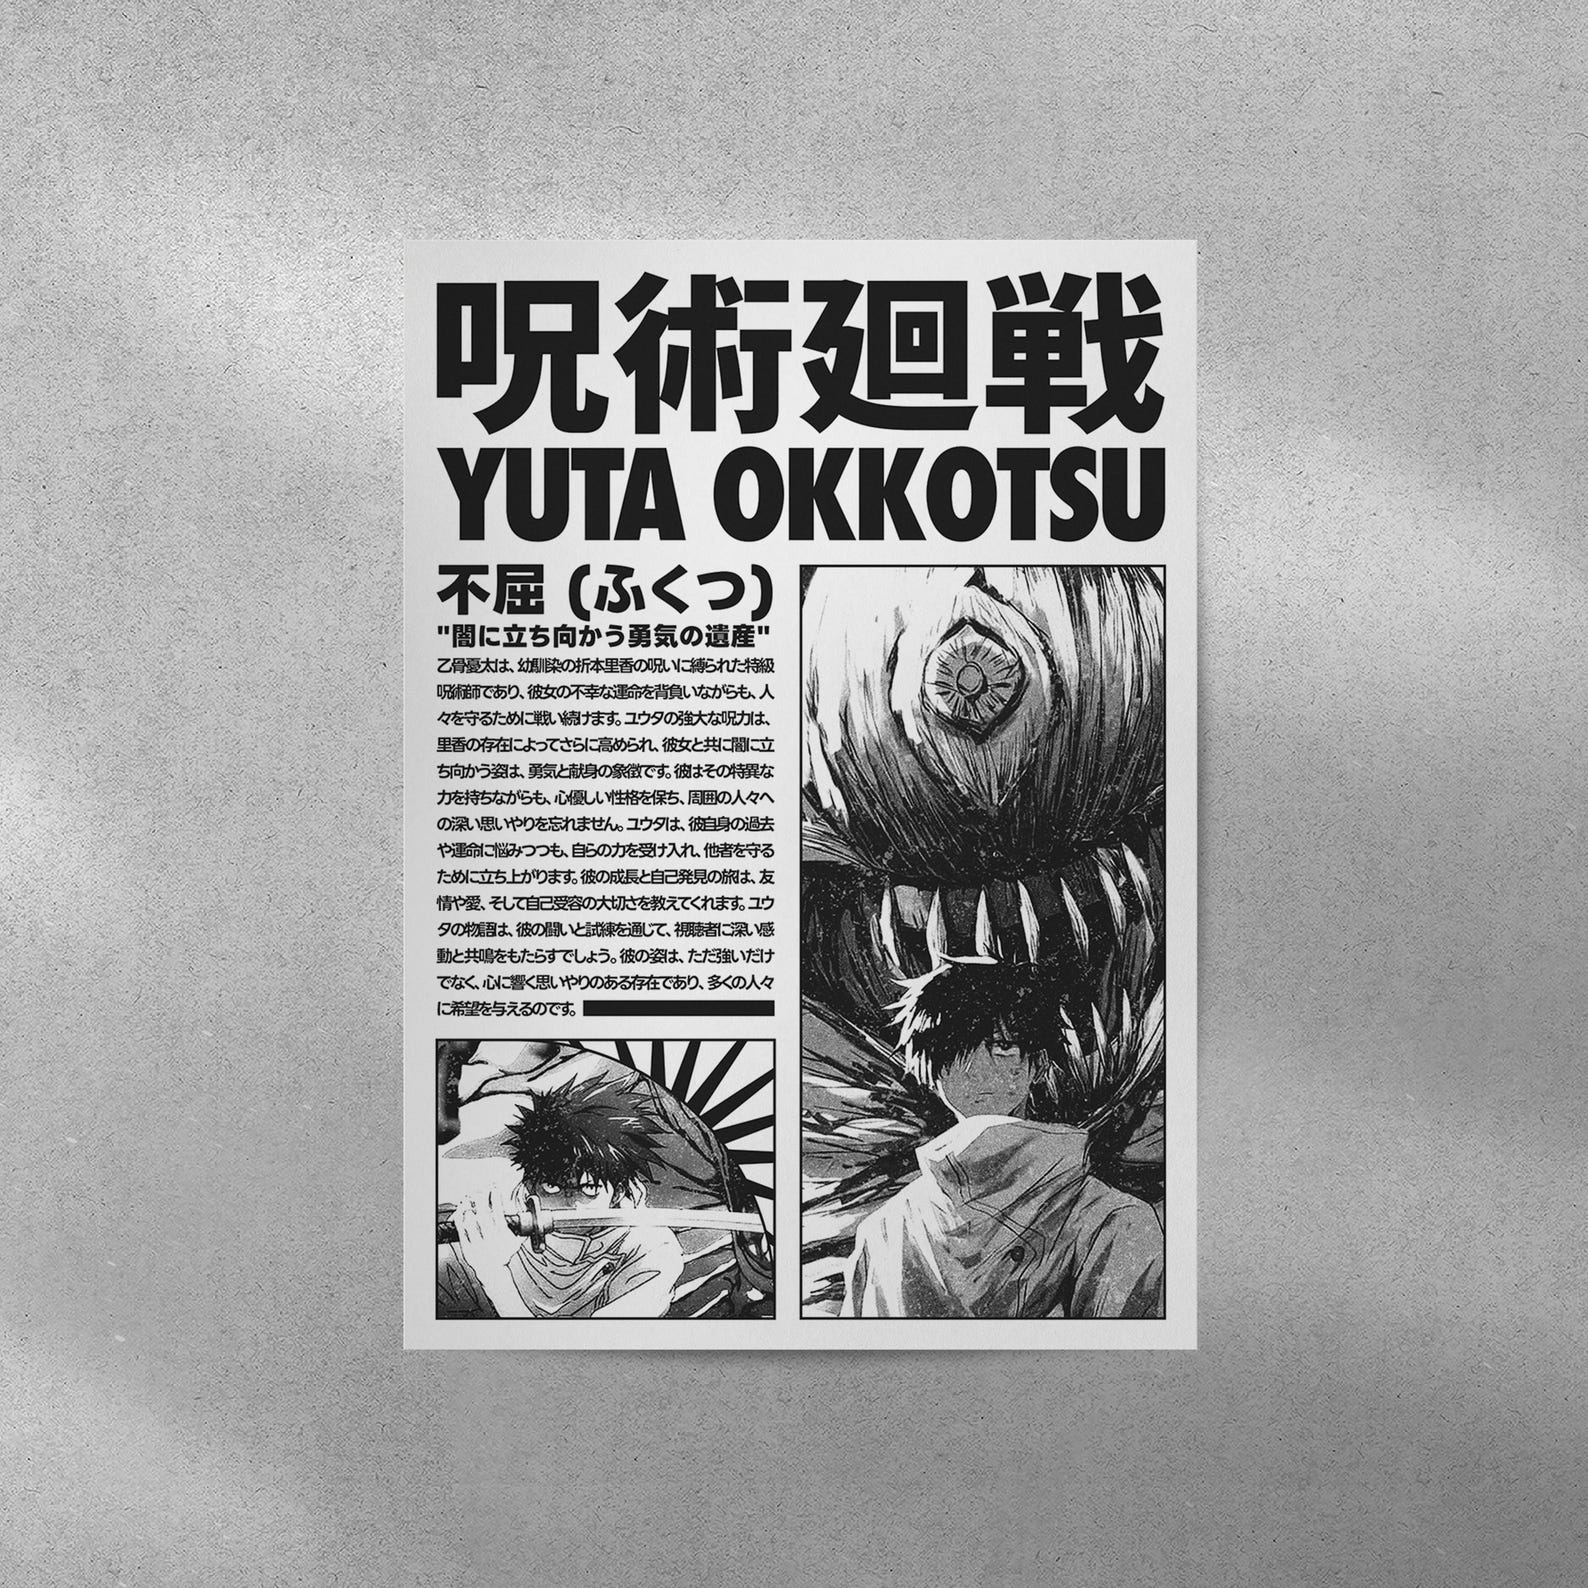 呪術廻戦
YUTA OKKOTSU
不屈 (ふくつ)
"闇に立ち向かう勇気の遺産"
乙骨憂太は、幼馴染の折本里香の呪いに縛られた特級
呪術師であり、彼女の不幸な運命を背負いながらも、人
々を守るために戦い続けます。ユウタの強大な呪力は、
里香の存在によってさらに高められ、彼女と共に闇に立
ち向かう姿は、勇気と献身の象徴です。彼はその特異な
力を持ちながらも、心優しい性格を保ち、周囲の人々へ
の深い思いやりを忘れません。ユウタは、彼自身の過去
や運命に悩みつつも、自らの力を受け入れ、他者を守る
ために立ち上がります。彼の成長と自己発見の旅は、友
情や愛、そして自己受容の大切さを教えてくれます。ユウ
タの物語は、彼の闘いと試練を通じて、視聴者に深い感
動と共鳴をもたらすでしょう。彼の姿は、ただ強いだけ
でなく、心に響く思いやりのある存在であり、多くの人々
に希望を与えるのです。